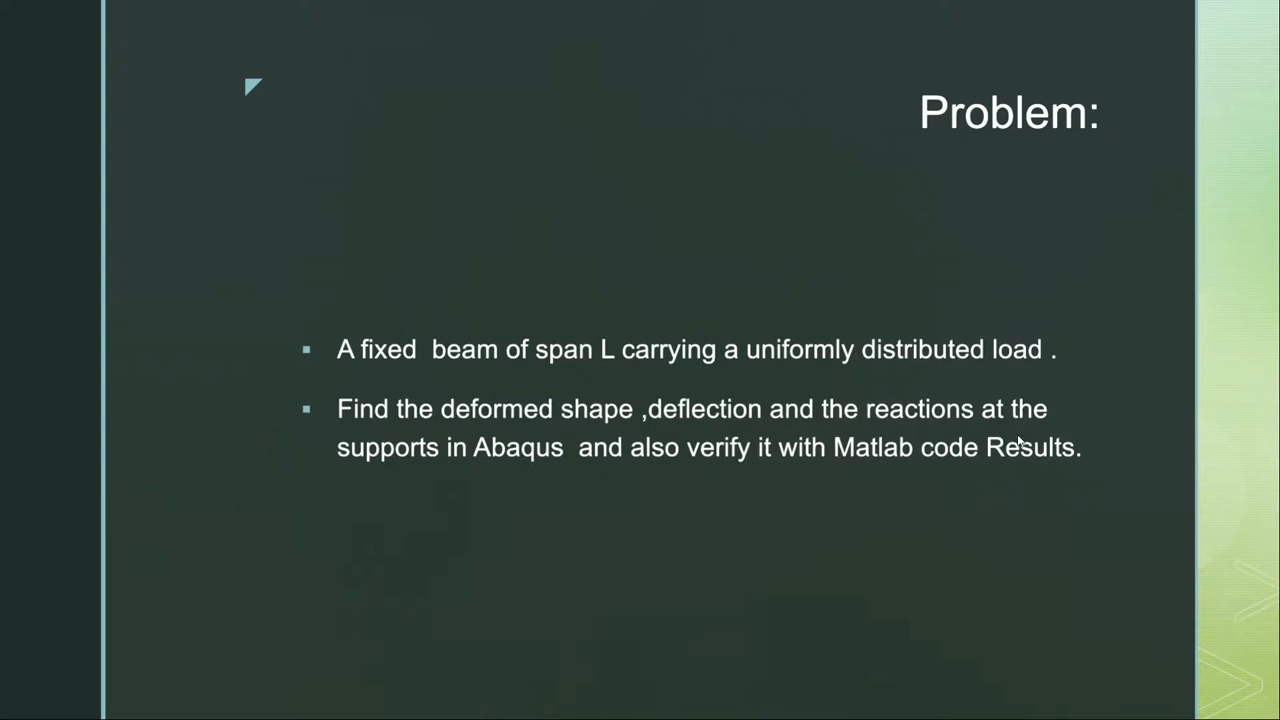 Problem:
▪ A fixed  beam of span L carrying a uniformly distributed load .
▪ Find the deformed shape ,deflection and the reactions at the
supports in Abaqus  and also verify it with Matlab code Results.